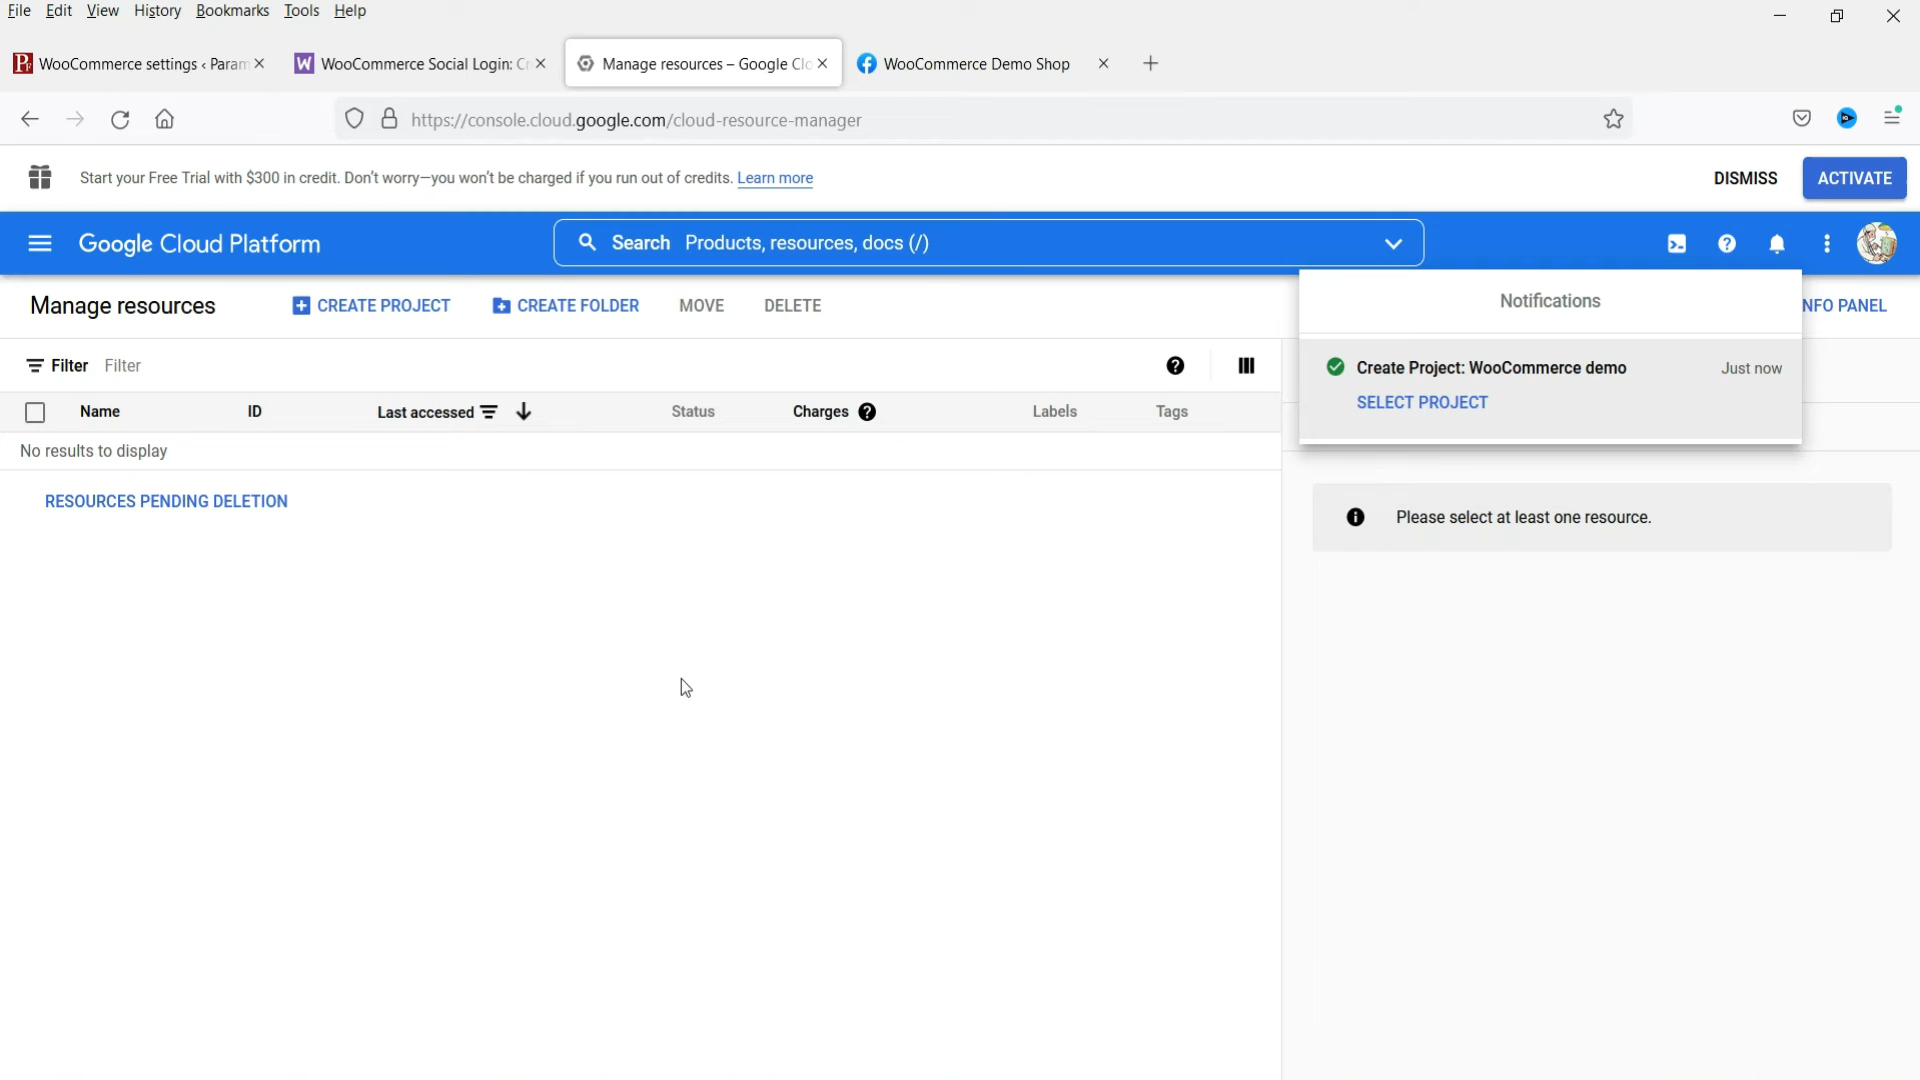 File Edit View History Bookmarks Tools Help
WooCommerce settings ‹ Param
WooCommerce Social Login: Cr
Manage resources – Google Clo
WooCommerce Demo Shop
https://console.cloud.google.com/cloud-resource-manager
Start your Free Trial with $300 in credit. Don't worry—you won't be charged if you run out of credits. Learn more
DISMISS
ACTIVATE
Google Cloud Platform
Search Products, resources, docs (/)
Manage resources
CREATE PROJECT
CREATE FOLDER
MOVE
DELETE
Notifications
NFO PANEL
Filter Filter
Create Project: WooCommerce demo
Just now
SELECT PROJECT
Name ID Last accessed Status Charges Labels Tags
No results to display
RESOURCES PENDING DELETION
Please select at least one resource.